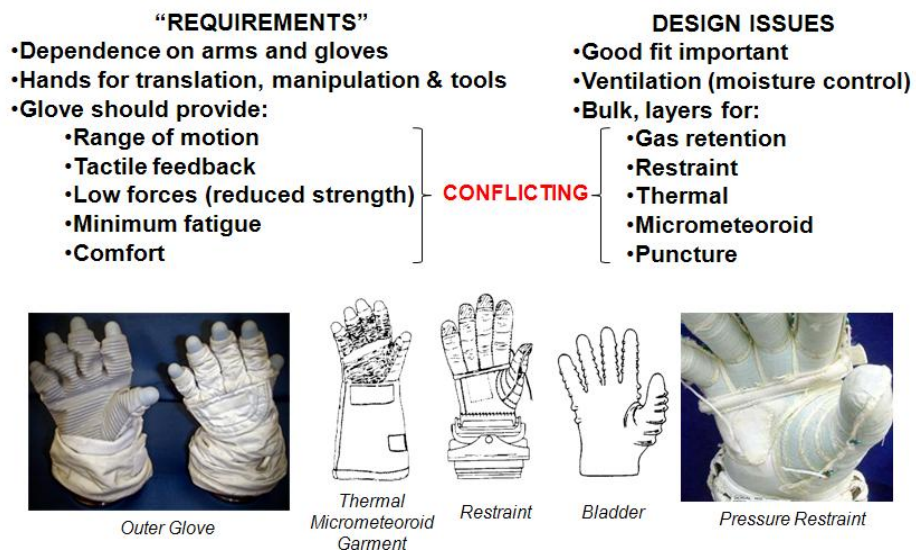 “REQUIREMENTS”
•Dependence on arms and gloves
•Hands for translation, manipulation & tools
•Glove should provide:
•Range of motion
•Tactile feedback
•Low forces (reduced strength)
•Minimum fatigue
•Comfort
CONFLICTING
DESIGN ISSUES
•Good fit important
•Ventilation (moisture control)
•Bulk, layers for:
•Gas retention
•Restraint
•Thermal
•Micrometeoroid
•Puncture
Outer Glove
Thermal
Micrometeoroid
Garment
Restraint
Bladder
Pressure Restraint